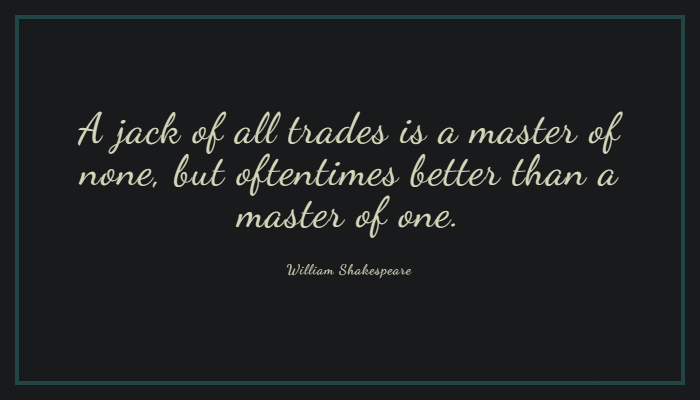 A jack of all trades is a master of
none, but oftentimes better than a
master of one.
William Shakespeare